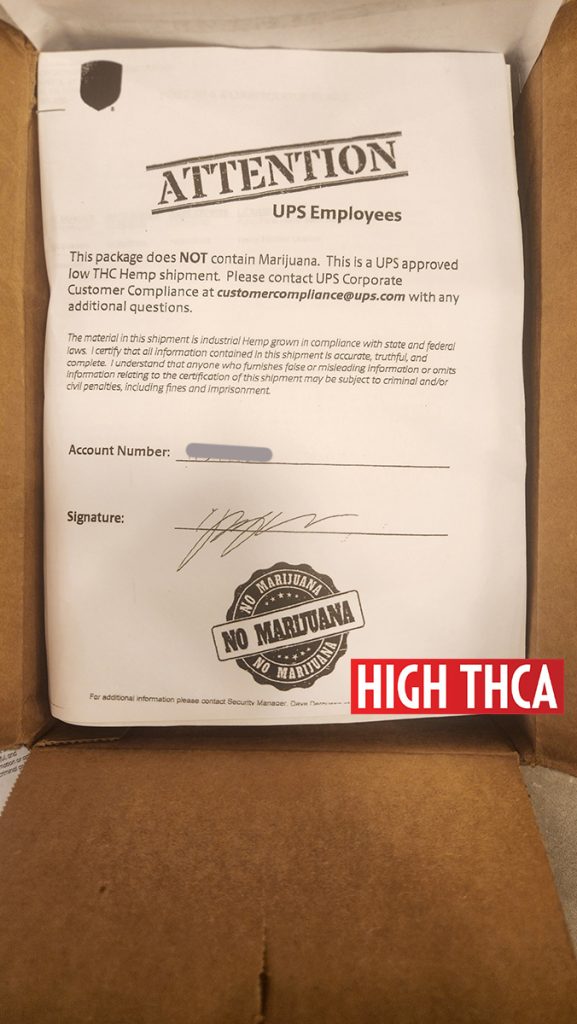 ATTENTION
UPS Employees
This package does NOT contain Marijuana. This is a UPS approved
low THC Hemp shipment. Please contact UPS Corporate
Customer Compliance at customercompliance@ups.com with any
additional questions.
The material in this shipment is industrial Hemp grown in compliance with state and federal
laws. I certify that all information contained in this shipment is accurate, truthful, and
complete. I understand that anyone who furnishes false or misleading information or omits
information relating to the certification of this shipment may be subject to criminal and/or
civil penalties, including fines and imprisonment.
Account Number:
Signature:
NO MARIJUANA
NO MARIJUANA
NO MARIJUANA
For additional information please contact Security Manager, Dave
HIGH THCA